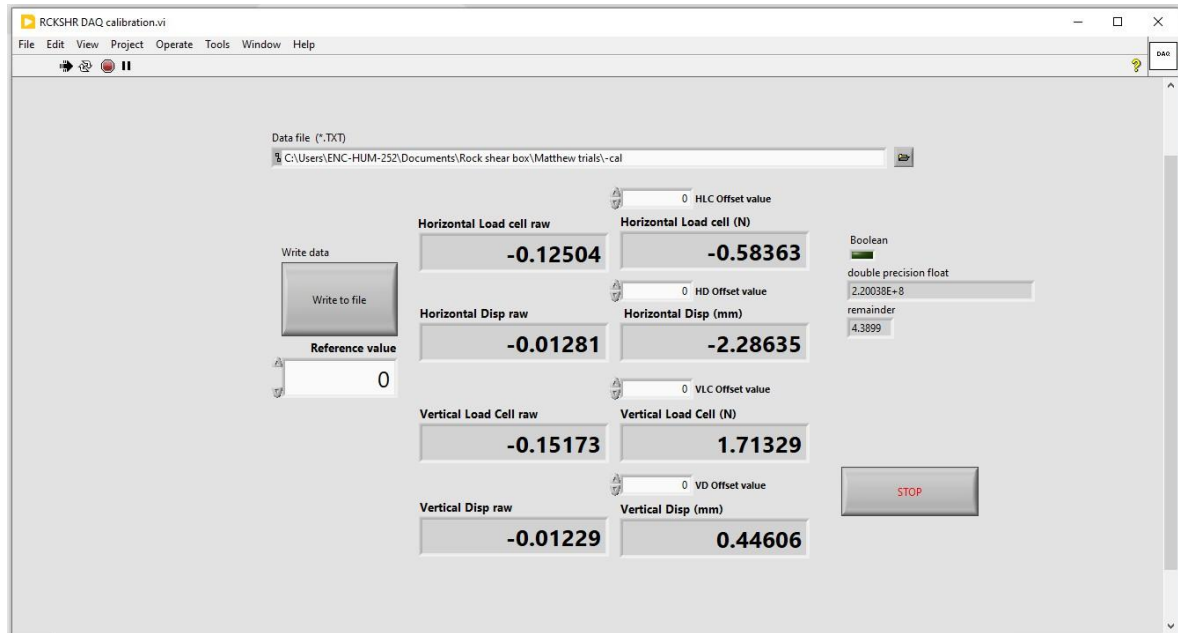 RCKSHR DAQ calibration.vi
File Edit View Project Operate Tools Window Help
DAQ
Data file (*.TXT)
C:\Users\ENC-HUM-252\Documents\Rock shear box\Matthew trials\-cal
0 HLC Offset value
Horizontal Load cell raw Horizontal Load cell (N)
-0.12504 -0.58363
Boolean
Write data
Write to file
double precision float
2.20038E+8
0 HD Offset value
remainder
4.3899
Horizontal Disp raw Horizontal Disp (mm)
-0.01281 -2.28635
Reference value
0
0 VLC Offset value
Vertical Load Cell raw Vertical Load Cell (N)
-0.15173 1.71329
0 VD Offset value
STOP
Vertical Disp raw Vertical Disp (mm)
-0.01229 0.44606